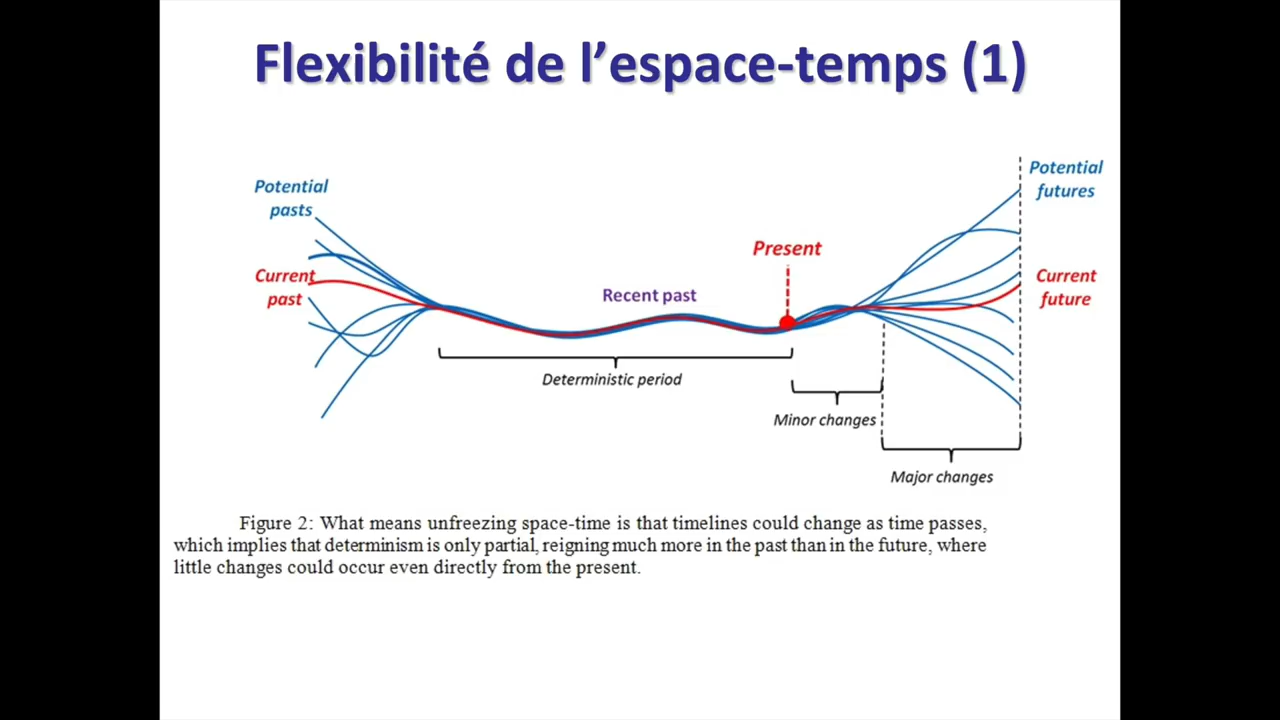 Flexibilité de l’espace-temps (1)
Potential
pasts
Potential
futures
Present
Current
past
Recent past
Current
future
Deterministic period
Minor changes
Major changes
Figure 2: What means unfreezing space-time is that timelines could change as time passes,
which implies that determinism is only partial, reigning much more in the past than in the future, where
little changes could occur even directly from the present.